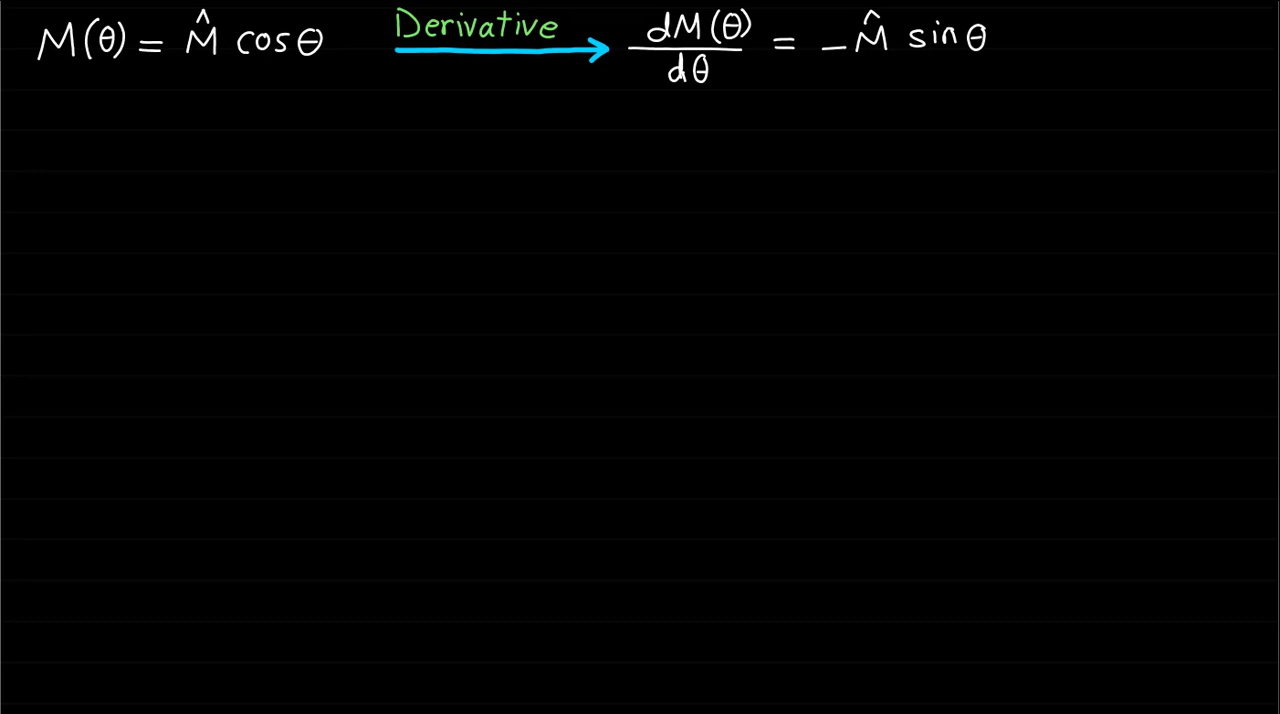 M(θ) = M̂ cosθ Derivative → dM(θ)/dθ = -M̂ sinθ